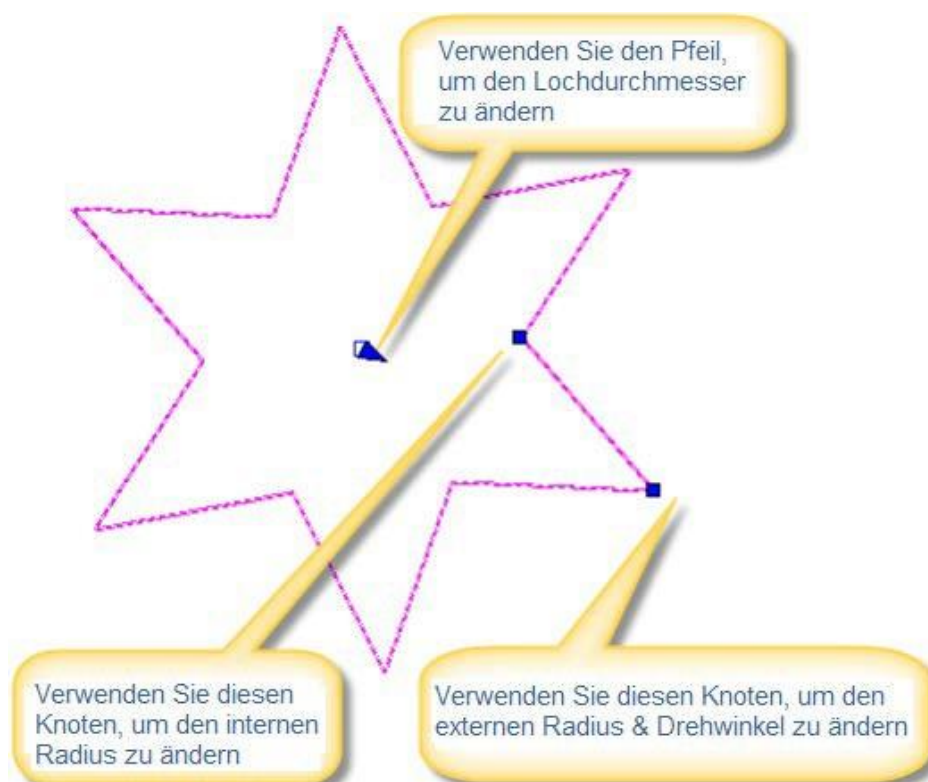 Verwenden Sie den Pfeil,
um den Lochdurchmesser
zu ändern
Verwenden Sie diesen
Knoten, um den internen
Radius zu ändern
Verwenden Sie diesen Knoten, um den
externen Radius & Drehwinkel zu ändern